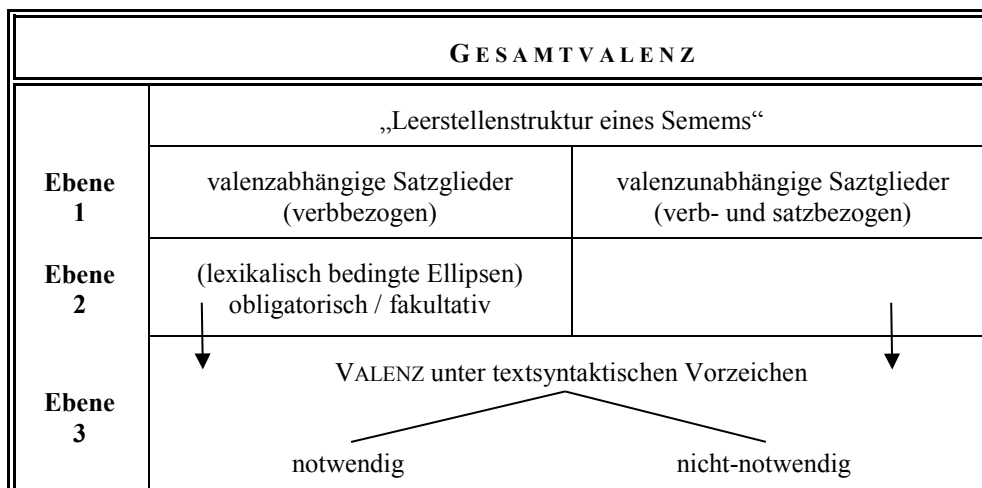 GESAMTVALENZ
„Leerstellenstruktur eines Semems“
Ebene
1
valenzabhängige Satzglieder
(verbbezogen)
valenzunabhängige Saztglieder
(verb- und satzbezogen)
Ebene
2
(lexikalisch bedingte Ellipsen)
obligatorisch / fakultativ
Ebene
3
VALENZ unter textsyntaktischen Vorzeichen
notwendig
nicht-notwendig